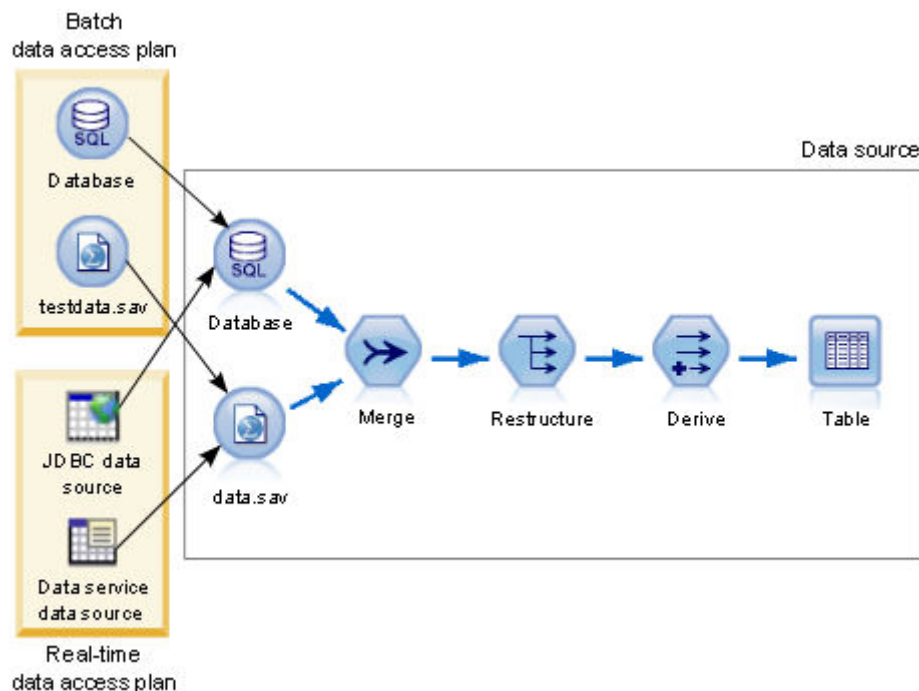 Batch
data access plan
SQL
Database
testdata.sav
JDBC data
source
Data service
data source
Real-time
data access plan
Data source
SQL
Database
data.sav
Merge
Restructure
Derive
Table